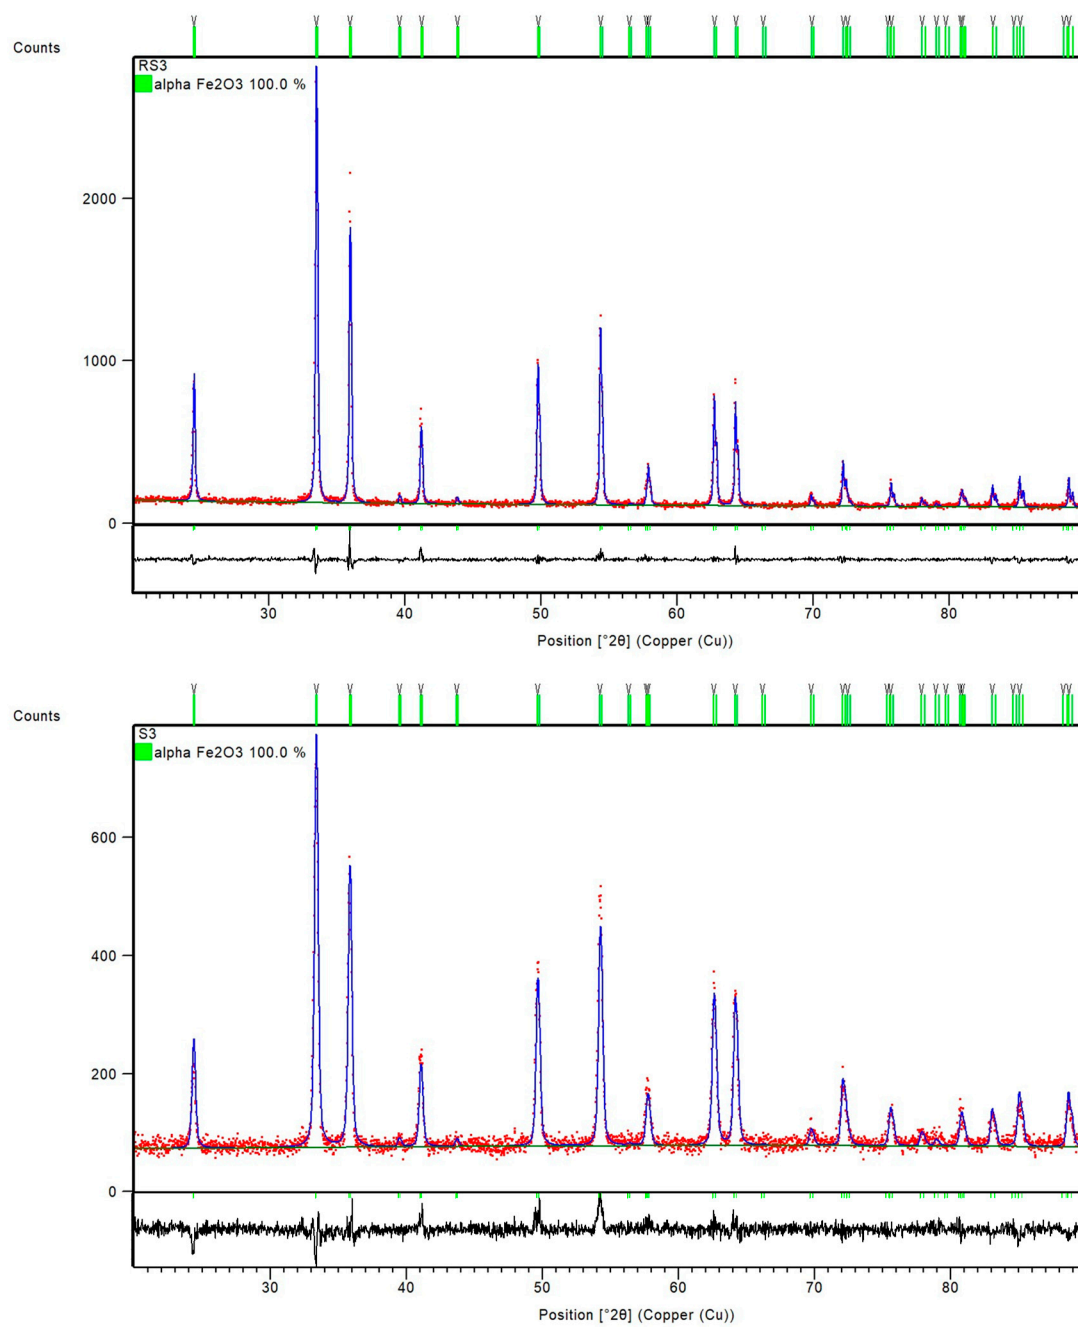 Counts
RS3
alpha Fe2O3 100.0 %
2000
1000
0
30 40 50 60 70 80
Position [°2θ] (Copper (Cu))
Counts
S3
alpha Fe2O3 100.0 %
600
400
200
0
30 40 50 60 70 80
Position [°2θ] (Copper (Cu))